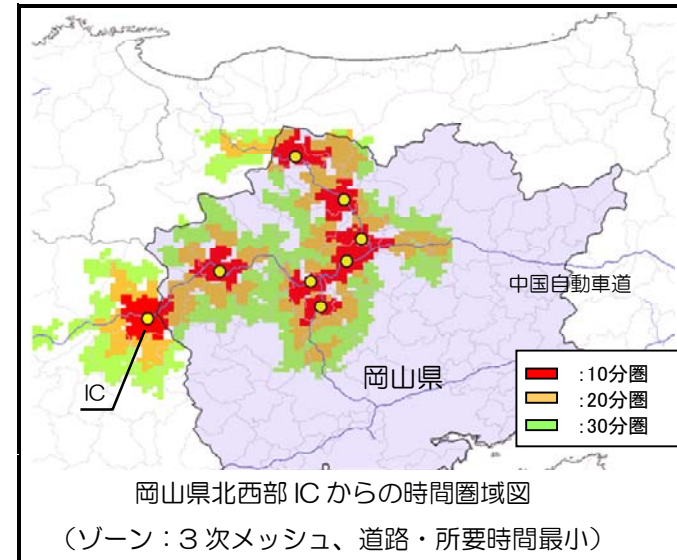 中国自動車道
岡山県
IC
:10分圏
:20分圏
:30分圏
岡山県北西部 IC からの時間圏域図
（ゾーン：３次メッシュ、道路・所要時間最小）